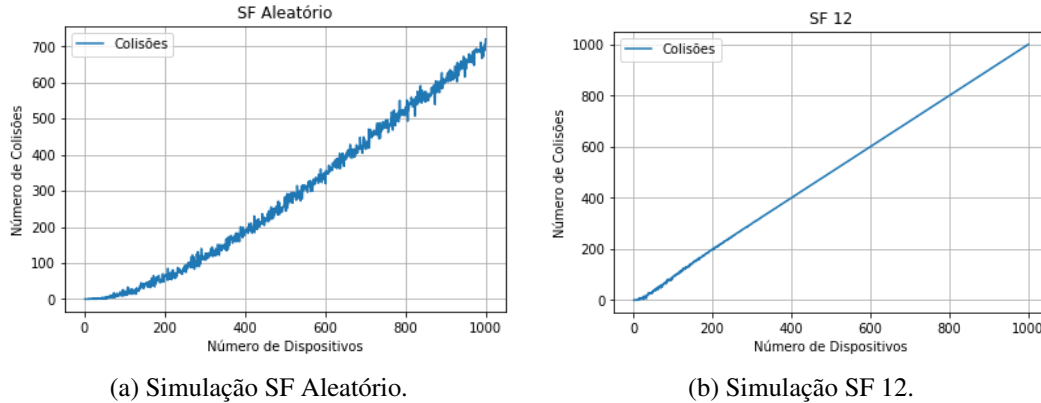 SF Aleatório
Colisões
700
600
500
400
300
200
100
0
Número de Colisões
0 200 400 600 800 1000
Número de Dispositivos
(a) Simulação SF Aleatório.
SF 12
Colisões
1000
800
600
400
200
0
Número de Colisões
0 200 400 600 800 1000
Número de Dispositivos
(b) Simulação SF 12.